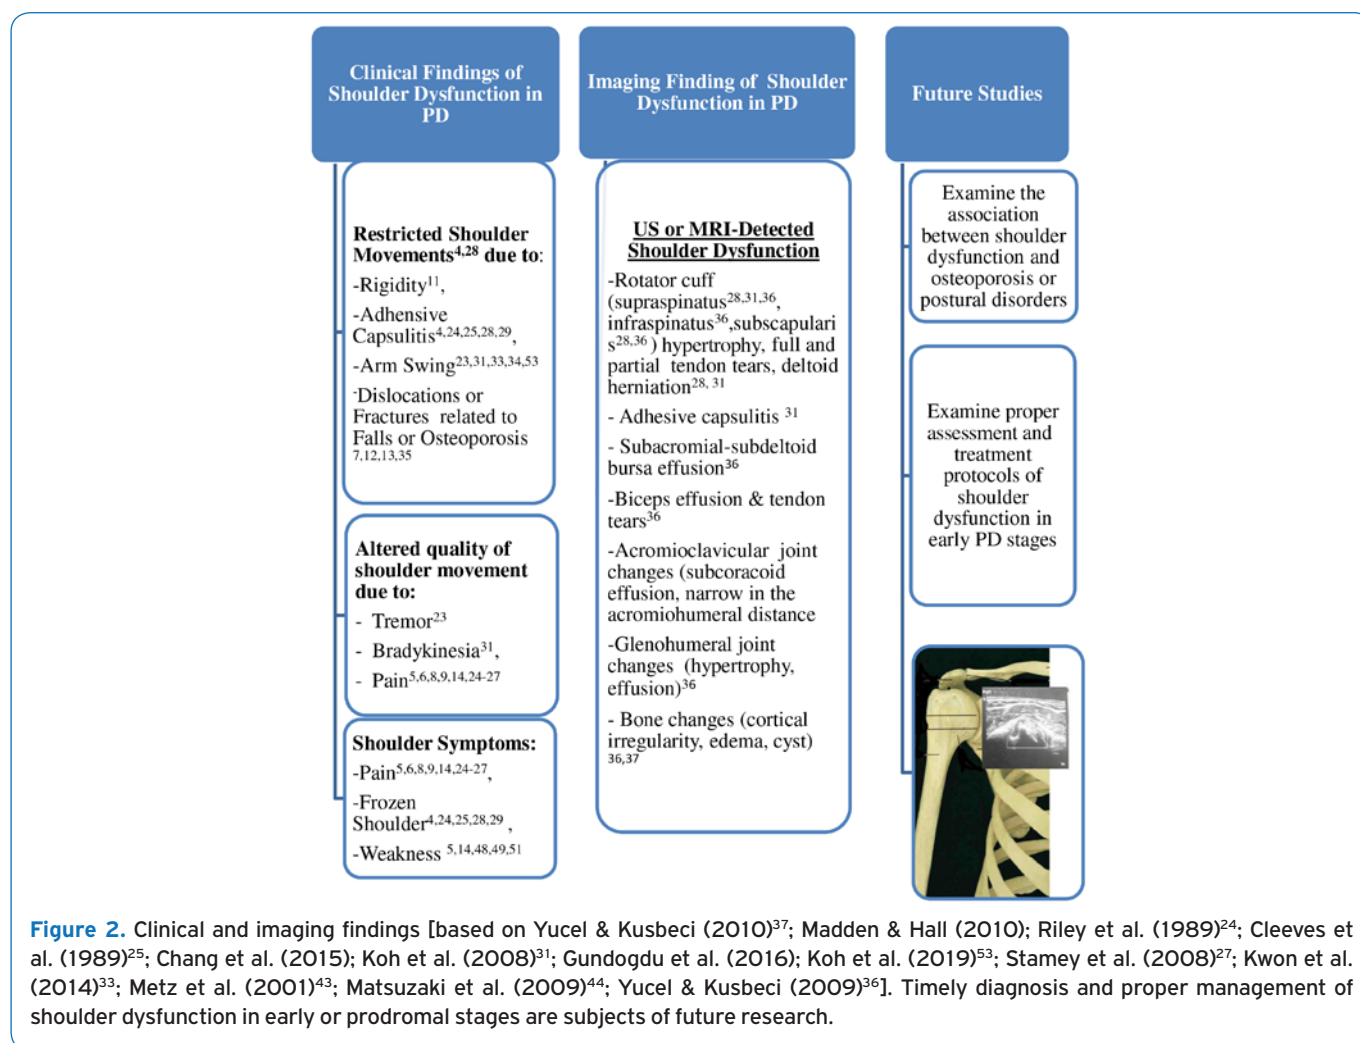 Clinical Findings of
Shoulder Dysfunction in
PD
Restricted Shoulder
Movements4,28 due to:
-Rigidity11,
-Adhensive
Capsulitis4,24,25,28,29,
-Arm Swing23,31,33,34,53
-Dislocations or
Fractures related to
Falls or Osteoporosis
7,12,13,35
Altered quality of
shoulder movement
due to:
- Tremor23
- Bradykinesia31,
- Pain5,6,8,9,14,24-27
Shoulder Symptoms:
-Pain5,6,8,9,14,24-27,
-Frozen
Shoulder4,24,25,28,29 ,
-Weakness 5,14,48,49,51
Imaging Finding of Shoulder
Dysfunction in PD
US or MRI-Detected
Shoulder Dysfunction
-Rotator cuff
(supraspinatus28,31,36,
infraspinatus36,subscapulari
s28,36 ) hypertrophy, full and
partial tendon tears, deltoid
herniation28, 31
- Adhesive capsulitis 31
- Subacromial-subdeltoid
bursa effusion36
-Biceps effusion & tendon
tears36
-Acromioclavicular joint
changes (subcoracoid
effusion, narrow in the
acromiohumeral distance
-Glenohumeral joint
changes (hypertrophy,
effusion)36
- Bone changes (cortical
irregularity, edema, cyst)
36,37
Future Studies
Examine the
association
between shoulder
dysfunction and
osteoporosis or
postural disorders
Examine proper
assessment and
treatment
protocols of
shoulder
dysfunction in
early PD stages
Figure 2. Clinical and imaging findings [based on Yucel & Kusbeci (2010)37; Madden & Hall (2010); Riley et al. (1989)24; Cleeves et
al. (1989)25; Chang et al. (2015); Koh et al. (2008)31; Gundogdu et al. (2016); Koh et al. (2019)53; Stamey et al. (2008)27; Kwon et al.
(2014)33; Metz et al. (2001)43; Matsuzaki et al. (2009)44; Yucel & Kusbeci (2009)36]. Timely diagnosis and proper management of
shoulder dysfunction in early or prodromal stages are subjects of future research.